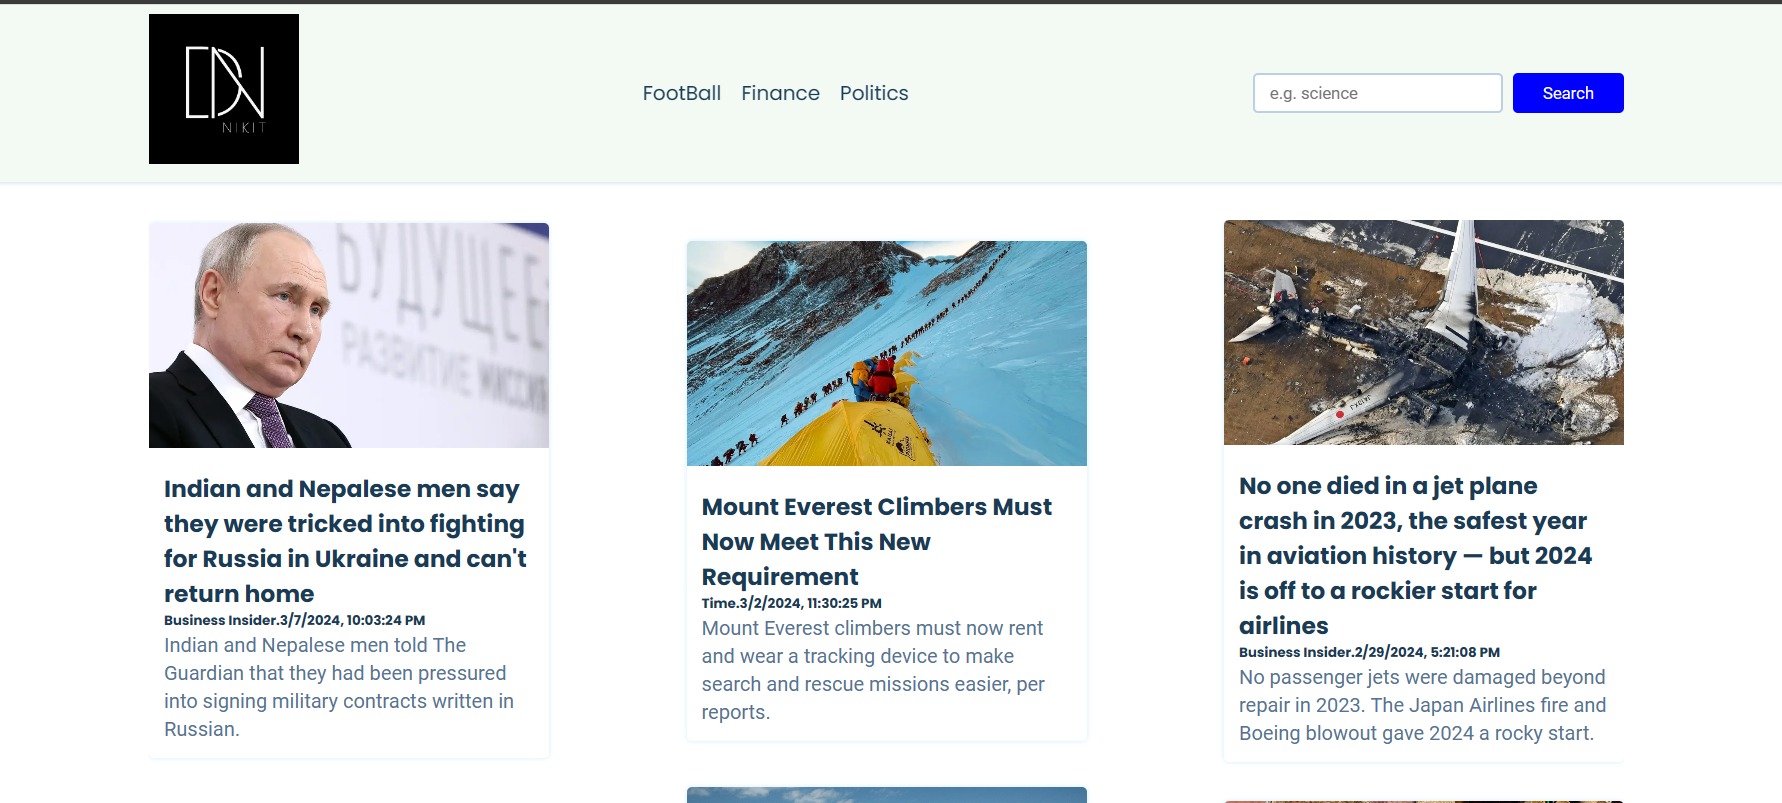 NIKIT
FootBall Finance Politics
e.g. science
Search
БУДУЩЕЕ
РАЗВИТИЕ МИССИЯ
Indian and Nepalese men say
they were tricked into fighting
for Russia in Ukraine and can't
return home
Business Insider.3/7/2024, 10:03:24 PM
Indian and Nepalese men told The
Guardian that they had been pressured
into signing military contracts written in
Russian.
Mount Everest Climbers Must
Now Meet This New
Requirement
Time.3/2/2024, 11:30:25 PM
Mount Everest climbers must now rent
and wear a tracking device to make
search and rescue missions easier, per
reports.
No one died in a jet plane
crash in 2023, the safest year
in aviation history — but 2024
is off to a rockier start for
airlines
Business Insider.2/29/2024, 5:21:08 PM
No passenger jets were damaged beyond
repair in 2023. The Japan Airlines fire and
Boeing blowout gave 2024 a rocky start.